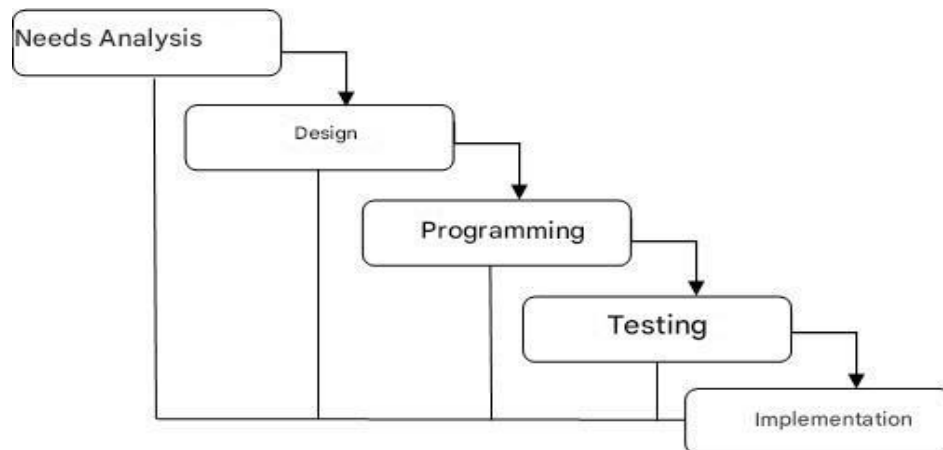 Needs Analysis
Design
Programming
Testing
Implementation